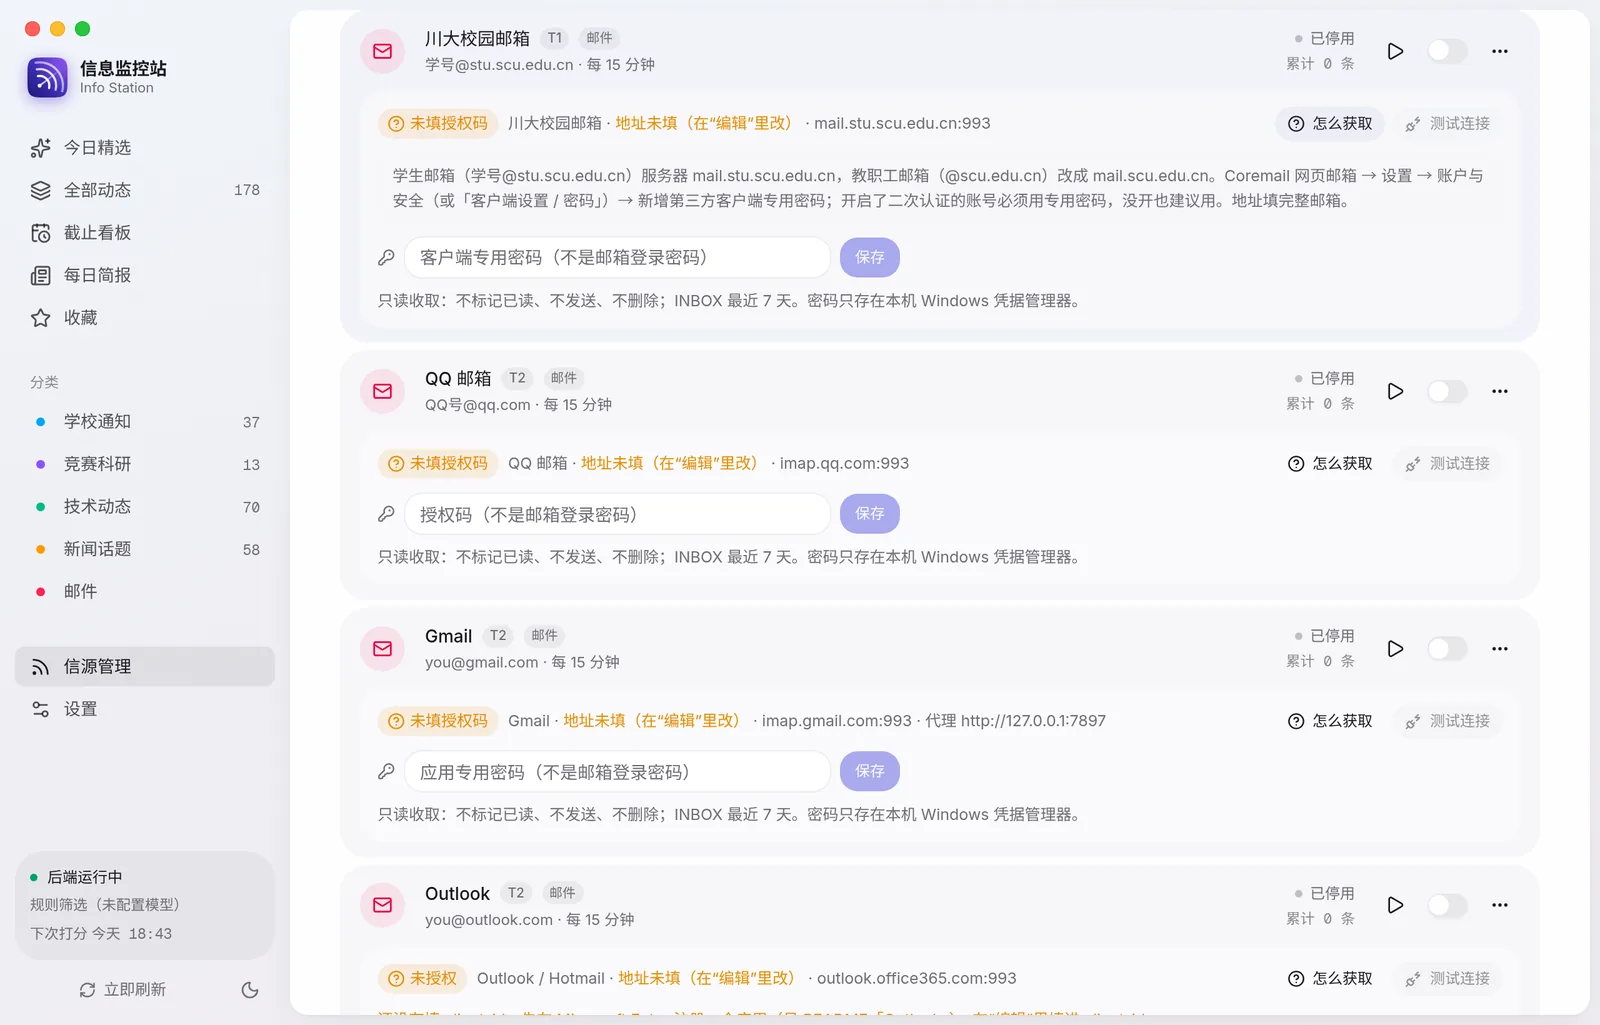 信息监控站
Info Station
今日精选
全部动态 178
截止看板
每日简报
收藏
分类
学校通知 37
竞赛科研 13
技术动态 70
新闻话题 58
邮件
信源管理
设置
后端运行中
规则筛选（未配置模型）
下次打分 今天 18:43
立即刷新
川大校园邮箱 T1 邮件
学号@stu.scu.edu.cn · 每 15 分钟
已停用
累计 0 条
未填授权码 川大校园邮箱 · 地址未填（在“编辑”里改） · mail.stu.scu.edu.cn:993
怎么获取
测试连接
学生邮箱（学号@stu.scu.edu.cn）服务器 mail.stu.scu.edu.cn，教职工邮箱（@scu.edu.cn）改成 mail.scu.edu.cn。Coremail 网页邮箱 → 设置 → 账户与
安全（或「客户端设置 / 密码」）→ 新增第三方客户端专用密码；开启了二次认证的账号必须用专用密码，没开也建议用。地址填完整邮箱。
客户端专用密码（不是邮箱登录密码）
保存
只读收取：不标记已读、不发送、不删除；INBOX 最近 7 天。密码只存在本机 Windows 凭据管理器。
QQ 邮箱 T2 邮件
QQ号@qq.com · 每 15 分钟
已停用
累计 0 条
未填授权码 QQ 邮箱 · 地址未填（在“编辑”里改） · imap.qq.com:993
怎么获取
测试连接
授权码（不是邮箱登录密码）
保存
只读收取：不标记已读、不发送、不删除；INBOX 最近 7 天。密码只存在本机 Windows 凭据管理器。
Gmail T2 邮件
you@gmail.com · 每 15 分钟
已停用
累计 0 条
未填授权码 Gmail · 地址未填（在“编辑”里改） · imap.gmail.com:993 · 代理 http://127.0.0.1:7897
怎么获取
测试连接
应用专用密码（不是邮箱登录密码）
保存
只读收取：不标记已读、不发送、不删除；INBOX 最近 7 天。密码只存在本机 Windows 凭据管理器。
Outlook T2 邮件
you@outlook.com · 每 15 分钟
已停用
累计 0 条
未授权 Outlook / Hotmail · 地址未填（在“编辑”里改） · outlook.office365.com:993
怎么获取
测试连接